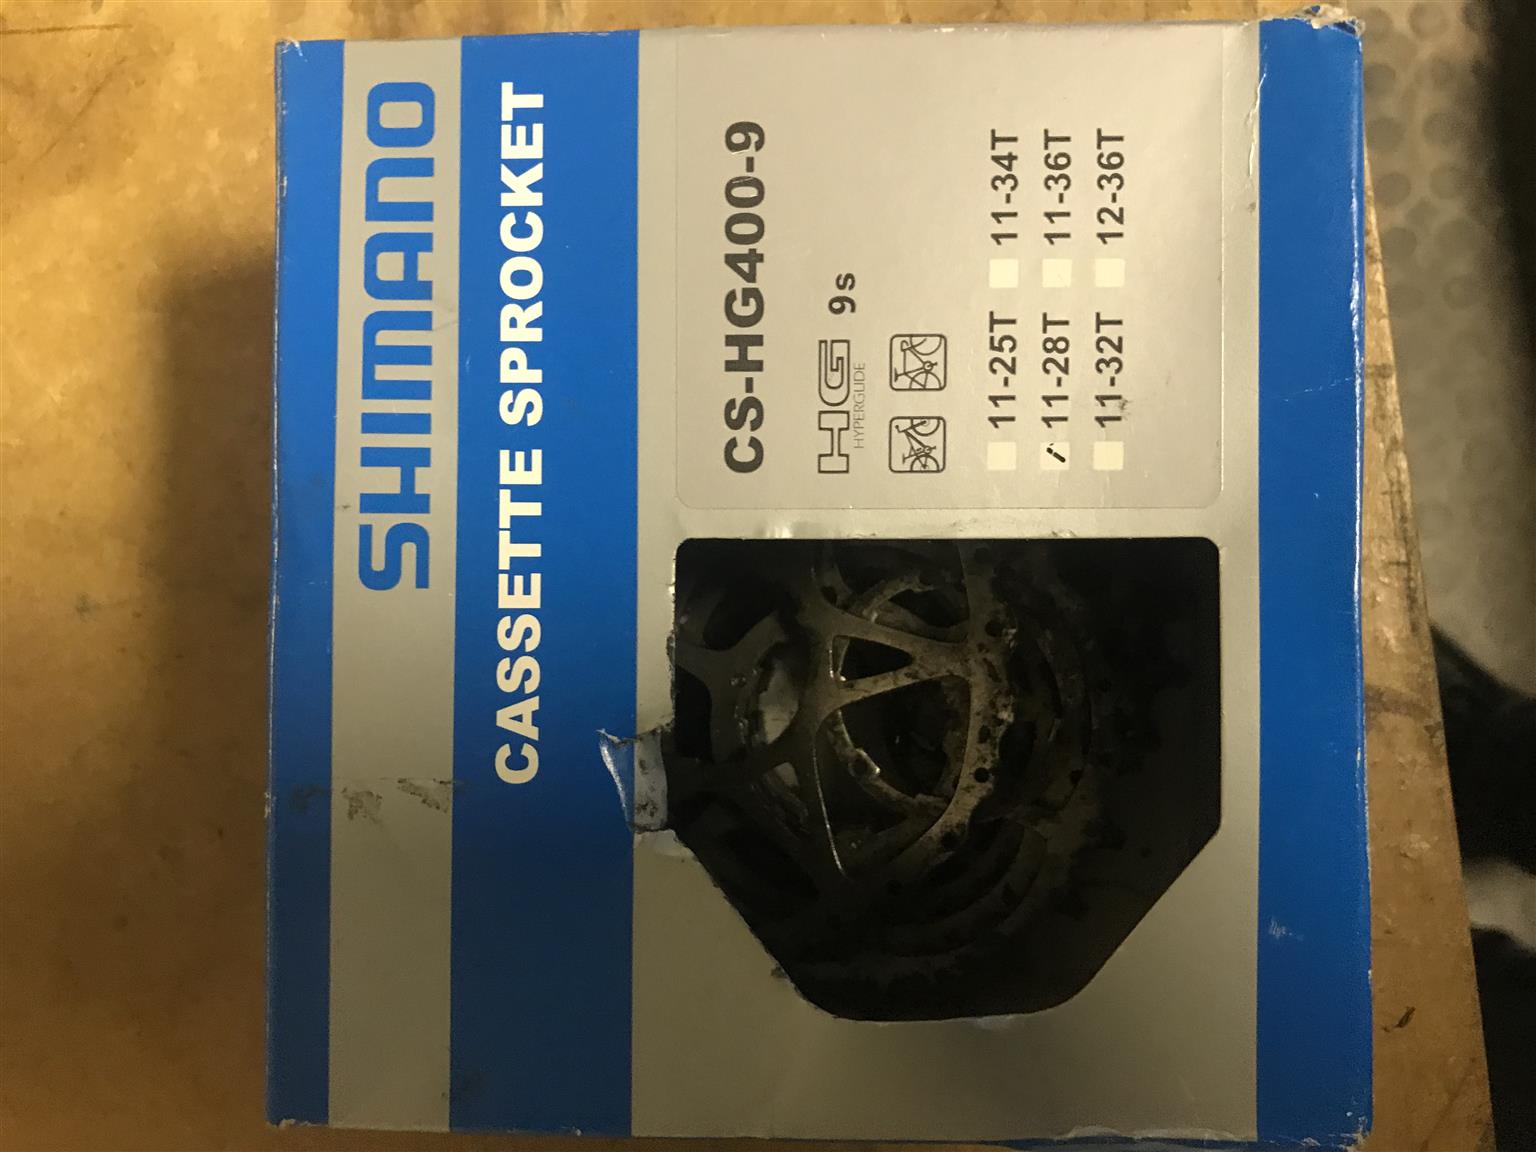 SHIMANO
CASSETTE SPROCKET
CS-HG400-9
HG 9s
HYPERGLIDE
11-25T 11-34T
11-28T 11-36T
11-32T 12-36T